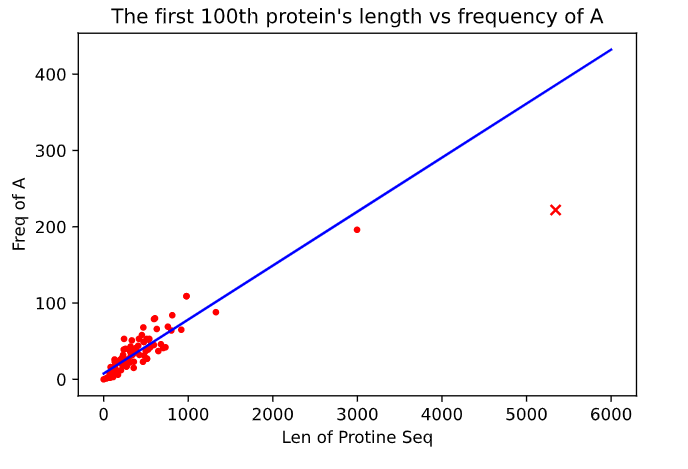 The first 100th protein's length vs frequency of A
Freq of A
400
300
200
100
0
0 1000 2000 3000 4000 5000 6000
Len of Protine Seq